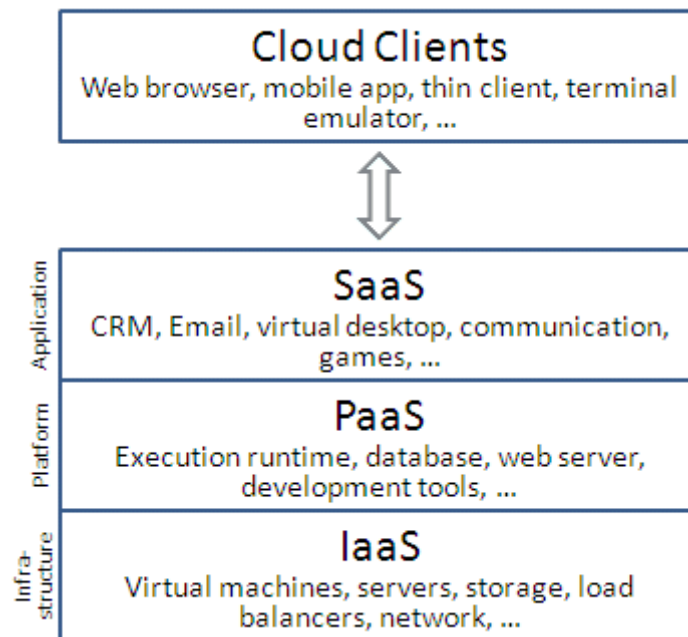 Cloud Clients
Web browser, mobile app, thin client, terminal
emulator, ...
Application
SaaS
CRM, Email, virtual desktop, communication,
games, ...
Platform
PaaS
Execution runtime, database, web server,
development tools, ...
Infra-
structure
IaaS
Virtual machines, servers, storage, load
balancers, network, ...